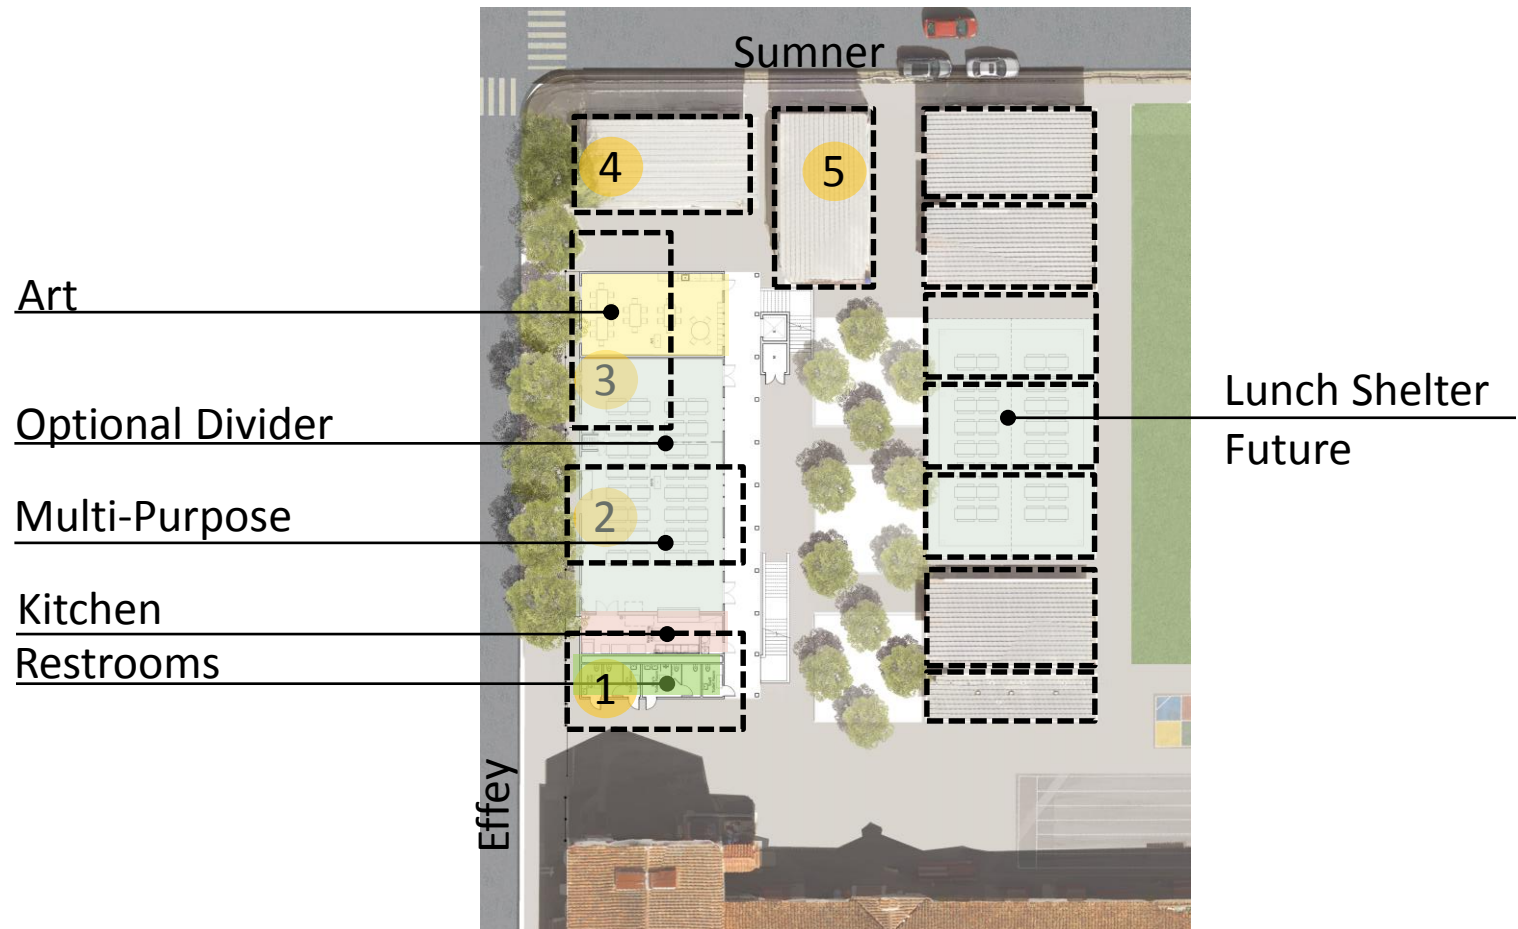 Sumner
4
5
Art
3
Optional Divider
Lunch Shelter
Future
Multi-Purpose
2
Kitchen
Restrooms
1
Effey